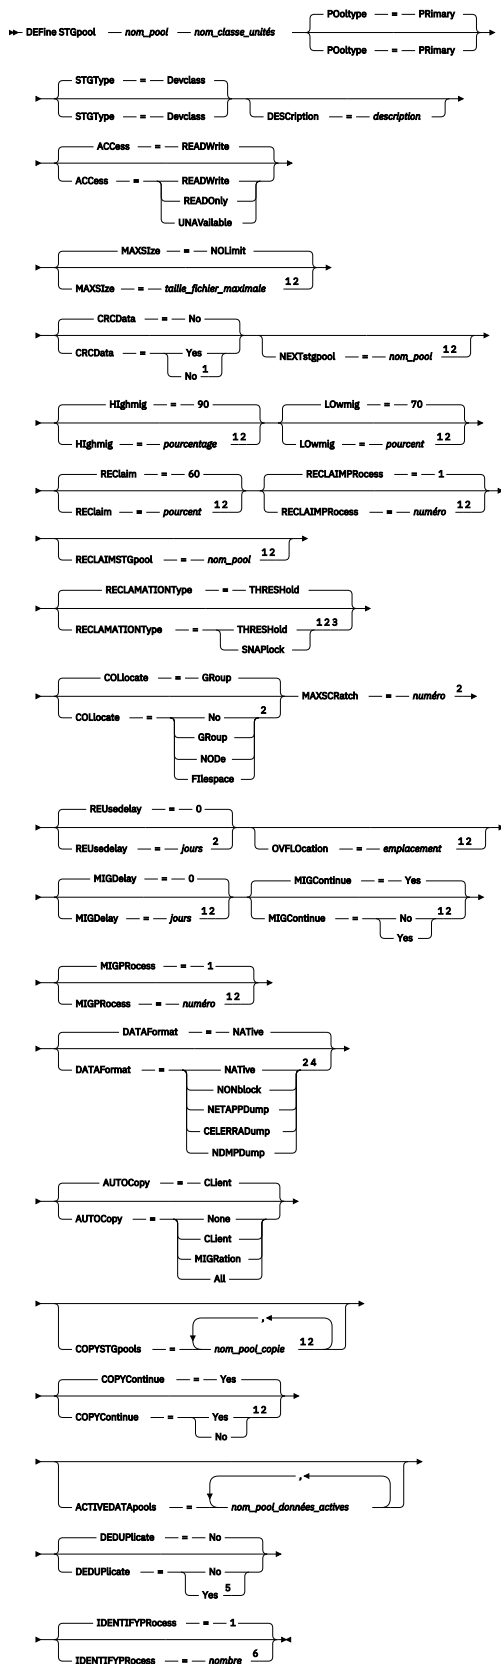 POoltype — = — PRimary
DEFine STGpool — nom_pool nom_classe_unités
POoltype — = — PRimary
STGType — = — Devclass
STGType — = — Devclass
DESCription — = — description
ACCess — = — READWrite
ACCess — = — READWrite
READOnly
UNAVailable
MAXSIze — = — NOLimit
MAXSIze — = — taille_fichier_maximale 1 2
CRCData — = — No
CRCData — = — Yes
No 1
NEXTstgpool — = — nom_pool 1 2
HIghmig — = — 90
LOwmig — = — 70
HIghmig — = — pourcentage 1 2
LOwmig — = — pourcent 1 2
REClaim — = — 60
RECLAIMPRocess — = — 1
REClaim — = — pourcent 1 2
RECLAIMPRocess — = — numéro 1 2
RECLAIMSTGpool — = — nom_pool 1 2
RECLAMATIONType — = — THRESHold
RECLAMATIONType — = — THRESHold 1 2 3
SNAPlock
COLlocate — = — GRoup
MAXSCRatch — = — numéro 2
COLlocate — = — No 2
GRoup
NODe
FIlespace
REUsedelay — = — 0
REUsedelay — = — jours 2
OVFLOcation — = — emplacement 1 2
MIGDelay — = — 0
MIGContinue — = — Yes
MIGDelay — = — jours 1 2
MIGContinue — = — No 1 2
Yes
MIGPRocess — = — 1
MIGPRocess — = — numéro 1 2
DATAFormat — = — NATive
DATAFormat — = — NATive 2 4
NONblock
NETAPPDump
CELERRADump
NDMPDump
AUTOCopy — = — CLient
AUTOCopy — = — None
CLient
MIGRation
All
,
COPYSTGpools — = — nom_pool_copie 1 2
COPYContinue — = — Yes
COPYContinue — = — Yes 1 2
No
,
ACTIVEDATApools — = — nom_pool_données_actives
DEDUPlicate — = — No
DEDUPlicate — = — No
Yes 5
IDENTIFYPRocess — = — 1
IDENTIFYPRocess — = — nombre 6